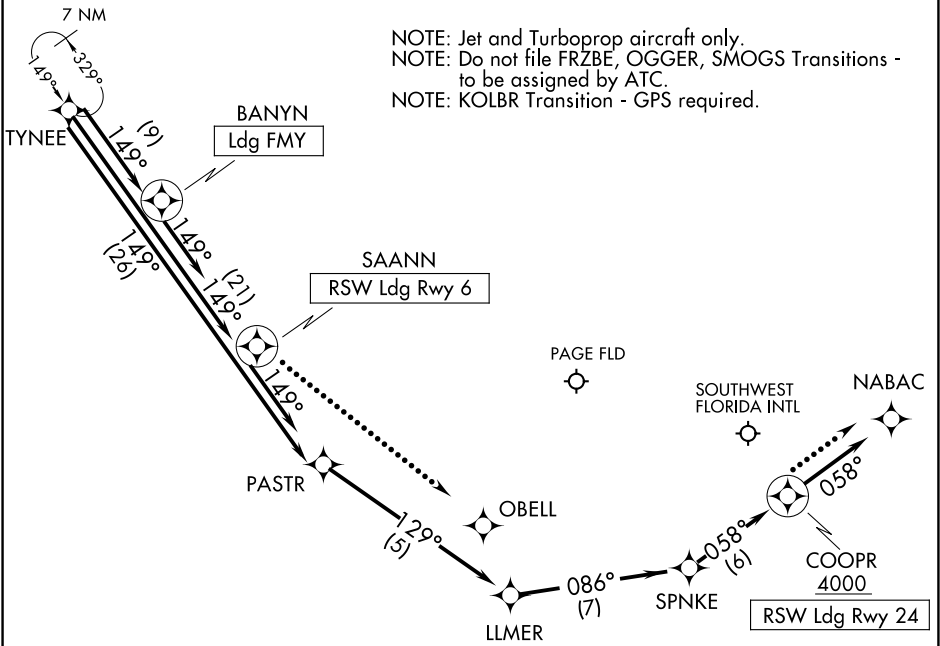 7 NM
149°
329°
NOTE: Jet and Turboprop aircraft only.
NOTE: Do not file FRZBE, OGGER, SMOGS Transitions -
to be assigned by ATC.
NOTE: KOLBR Transition - GPS required.
TYNEE
(9)
149°
BANYN
Ldg FMY
149°
149°
(26)
(21)
149°
SAANN
RSW Ldg Rwy 6
149°
PAGE FLD
SOUTHWEST
FLORIDA INTL
NABAC
PASTR
OBELL
058°
129°
(5)
058°
(6)
COOPR
4000
RSW Ldg Rwy 24
086°
(7)
SPNKE
LLMER